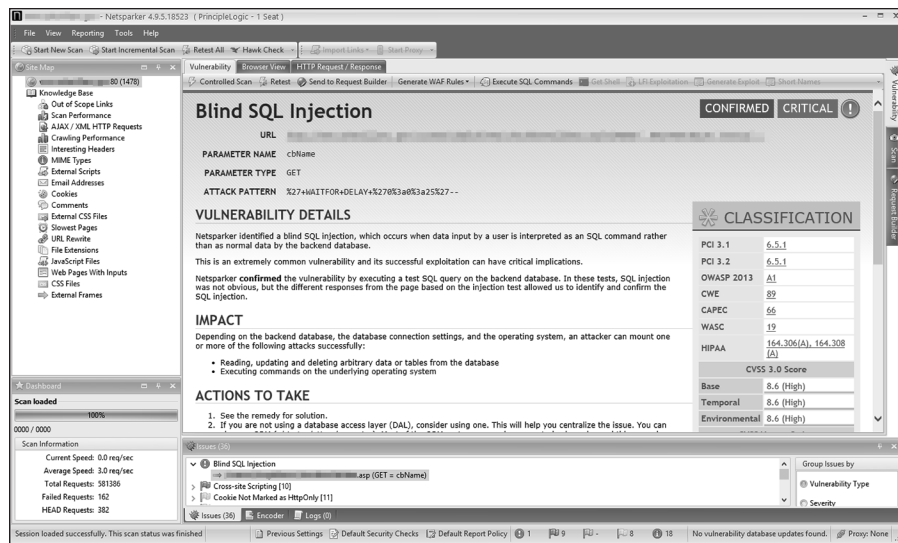 - Netsparker 4.9.5.18523 ( PrincipleLogic - 1 Seat )
File View Reporting Tools Help
Start New Scan Start Incremental Scan Retest All Hawk Check Import Links Start Proxy
Site Map
:80 (1478)
Knowledge Base
Out of Scope Links
Scan Performance
AJAX / XML HTTP Requests
Crawling Performance
Interesting Headers
MIME Types
External Scripts
Email Addresses
Cookies
Comments
External CSS Files
Slowest Pages
URL Rewrite
File Extensions
JavaScript Files
Web Pages With Inputs
CSS Files
External Frames
Dashboard
Scan loaded
100%
0000 / 0000
Scan Information
Current Speed: 0.0 req/sec
Average Speed: 3.0 req/sec
Total Requests: 581386
Failed Requests: 162
HEAD Requests: 382
Vulnerability Browser View HTTP Request / Response
Controlled Scan Retest Send to Request Builder Generate WAF Rules Execute SQL Commands Get Shell LFI Exploitation Generate Exploit Short Names
Blind SQL Injection
CONFIRMED CRITICAL
URL
PARAMETER NAME cbName
PARAMETER TYPE GET
ATTACK PATTERN %27+WAITFOR+DELAY+%270%3a0%3a25%27--
VULNERABILITY DETAILS
Netsparker identified a blind SQL injection, which occurs when data input by a user is interpreted as an SQL command rather
than as normal data by the backend database.
This is an extremely common vulnerability and its successful exploitation can have critical implications.
Netsparker confirmed the vulnerability by executing a test SQL query on the backend database. In these tests, SQL injection
was not obvious, but the different responses from the page based on the injection test allowed us to identify and confirm the
SQL injection.
IMPACT
Depending on the backend database, the database connection settings, and the operating system, an attacker can mount one
or more of the following attacks successfully:
• Reading, updating and deleting arbitrary data or tables from the database
• Executing commands on the underlying operating system
ACTIONS TO TAKE
1. See the remedy for solution.
2. If you are not using a database access layer (DAL), consider using one. This will help you centralize the issue. You can
CLASSIFICATION
PCI 3.1 6.5.1
PCI 3.2 6.5.1
OWASP 2013 A1
CWE 89
CAPEC 66
WASC 19
HIPAA 164.306(A), 164.308
(A)
CVSS 3.0 Score
Base 8.6 (High)
Temporal 8.6 (High)
Environmental 8.6 (High)
Vulnerability
Scan
Request Builder
Issues (36)
Blind SQL Injection
.asp (GET = cbName)
Cross-site Scripting [10]
Cookie Not Marked as HttpOnly [11]
Group Issues by
Vulnerability Type
Severity
Issues (36) Encoder Logs (0)
Session loaded successfully. This scan status was finished Previous Settings Default Security Checks Default Report Policy 1 9 - 8 18 No vulnerability database updates found. Proxy: None